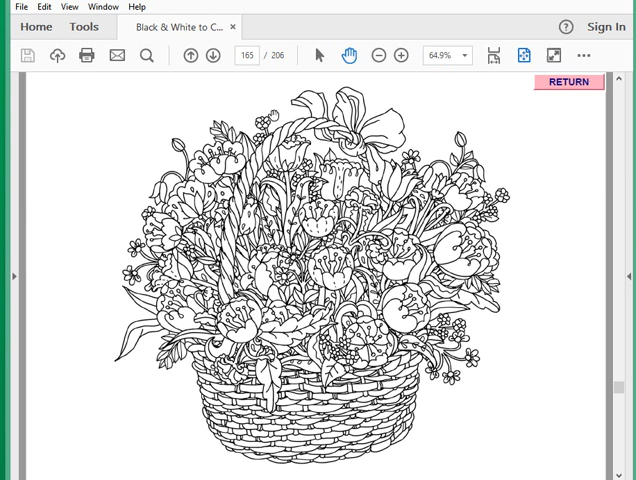 File Edit View Window Help
Home Tools Black & White to C... × Sign In
165 / 206 64.9%
RETURN